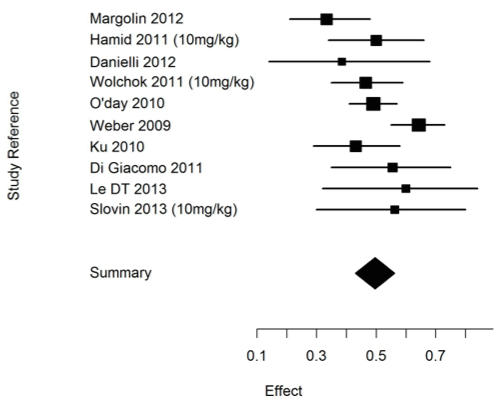 Margolin 2012
Hamid 2011 (10mg/kg)
Danielli 2012
Wolchok 2011 (10mg/kg)
O'day 2010
Weber 2009
Ku 2010
Di Giacomo 2011
Le DT 2013
Slovin 2013 (10mg/kg)
Study Reference
Summary
0.1 0.3 0.5 0.7
Effect